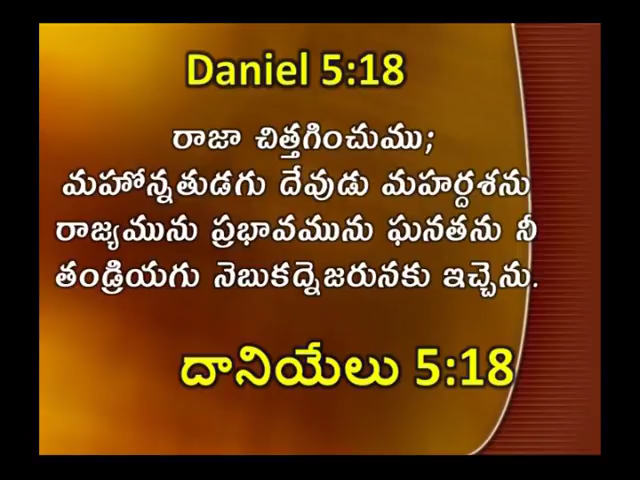 Daniel 5:18
రాజా చిత్తగించుము;
మహోన్నతుడగు దేవుడు మహర్దశను
రాజ్యమును ప్రభావమును ఘనతను నీ
తండ్రియగు నెబుకద్నెజరునకు ఇచ్చెను.
దానియేలు 5:18